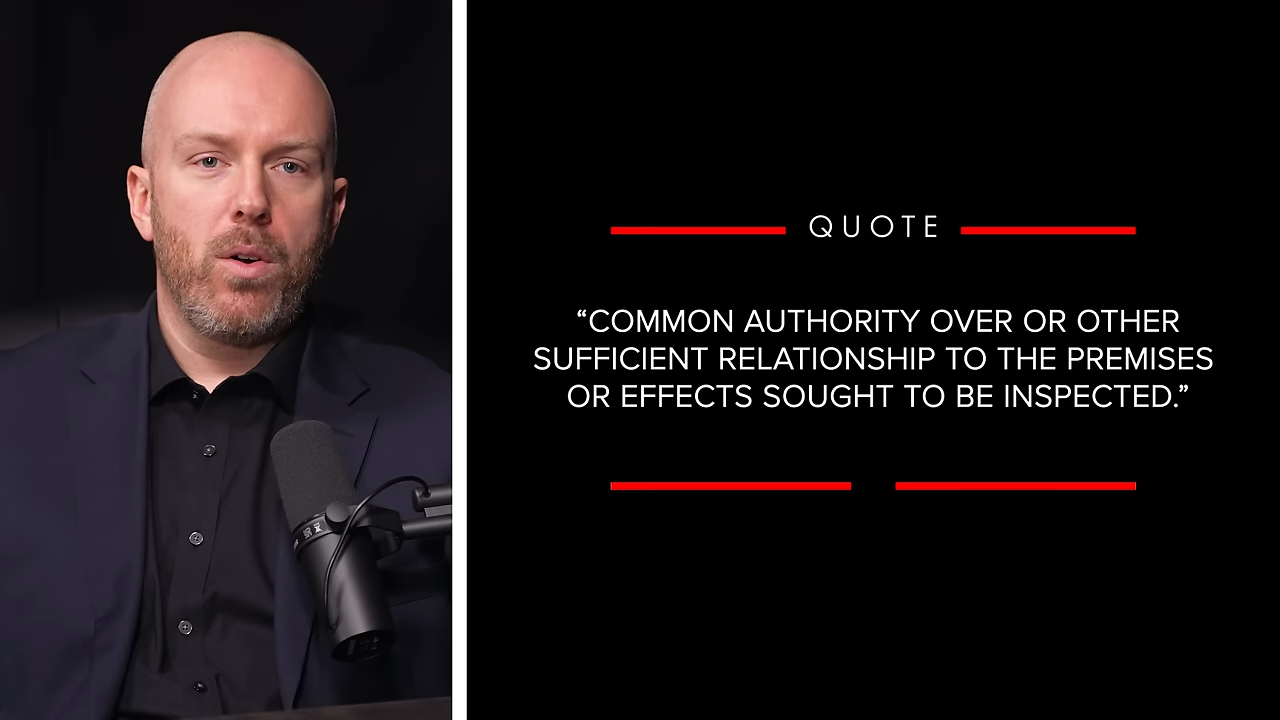 QUOTE
“COMMON AUTHORITY OVER OR OTHER
SUFFICIENT RELATIONSHIP TO THE PREMISES
OR EFFECTS SOUGHT TO BE INSPECTED.”